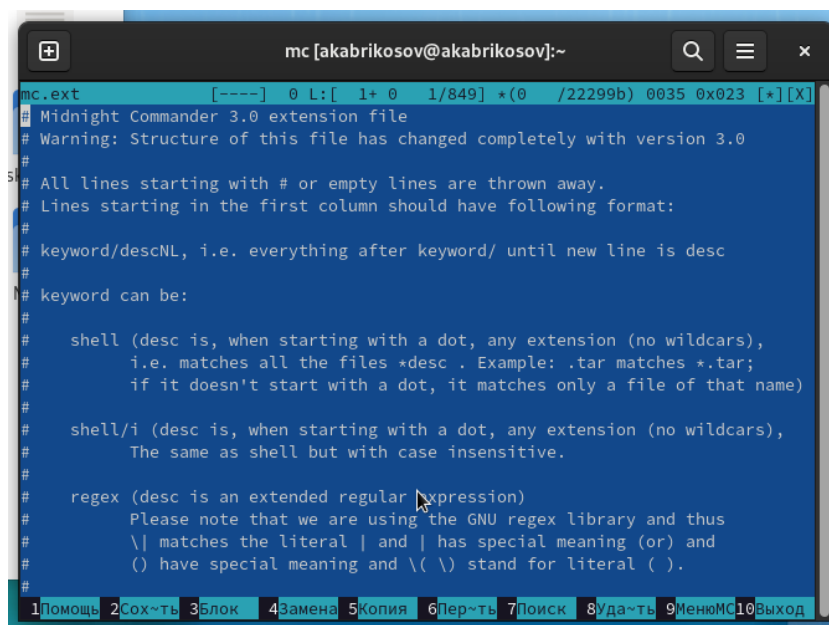 mc [akabrikosov@akabrikosov]:~
mc.ext [----] 0 L:[ 1+ 0 1/849] *(0 /22299b) 0035 0x023 [*][X]
# Midnight Commander 3.0 extension file
# Warning: Structure of this file has changed completely with version 3.0
#
# All lines starting with # or empty lines are thrown away.
# Lines starting in the first column should have following format:
#
# keyword/descNL, i.e. everything after keyword/ until new line is desc
#
# keyword can be:
#
#    shell (desc is, when starting with a dot, any extension (no wildcars),
#          i.e. matches all the files *desc . Example: .tar matches *.tar;
#          if it doesn't start with a dot, it matches only a file of that name)
#
#    shell/i (desc is, when starting with a dot, any extension (no wildcars),
#          The same as shell but with case insensitive.
#
#    regex (desc is an extended regular expression)
#          Please note that we are using the GNU regex library and thus
#          \| matches the literal | and | has special meaning (or) and
#          () have special meaning and \( \) stand for literal ( ).
#
1Помощь 2Сох~ть 3Блок 4Замена 5Копия 6Пер~ть 7Поиск 8Уда~ть 9МенюМС 10Выход